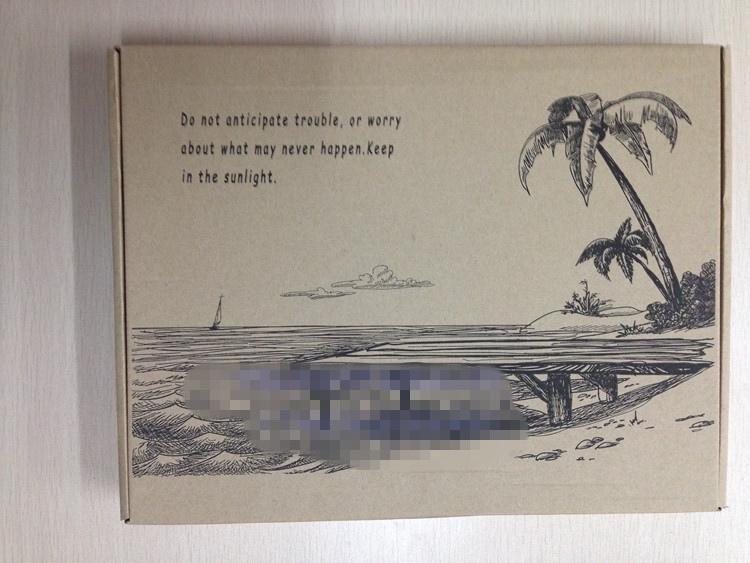 Do not anticipate trouble, or worry
about what may never happen.Keep
in the sunlight.